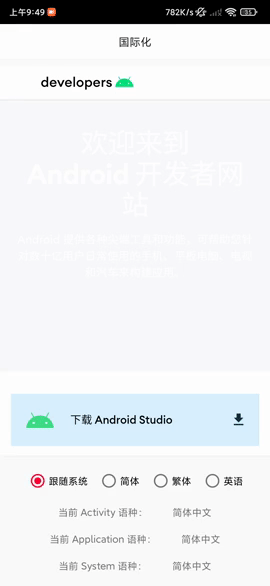 上午9:49
782K/s
国际化
developers
欢迎来到
Android 开发者网
站
下载 Android Studio
跟随系统 简体 繁体 英语
当前 Activity 语种： 简体中文
当前 Application 语种： 简体中文
当前 System 语种： 简体中文